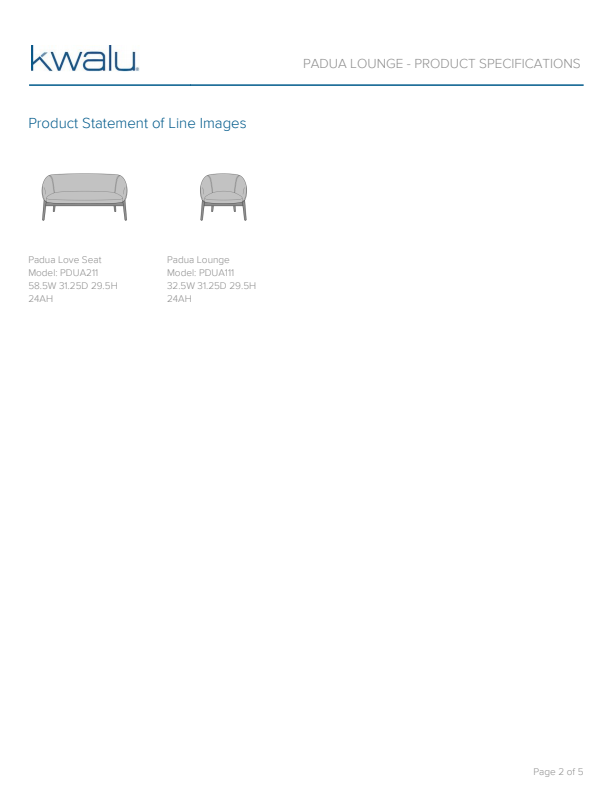 kwalu.
PADUA LOUNGE - PRODUCT SPECIFICATIONS
Product Statement of Line Images
Padua Love Seat
Model: PDUA211
58.5W 31.25D 29.5H
24AH
Padua Lounge
Model: PDUA111
32.5W 31.25D 29.5H
24AH
Page 2 of 5